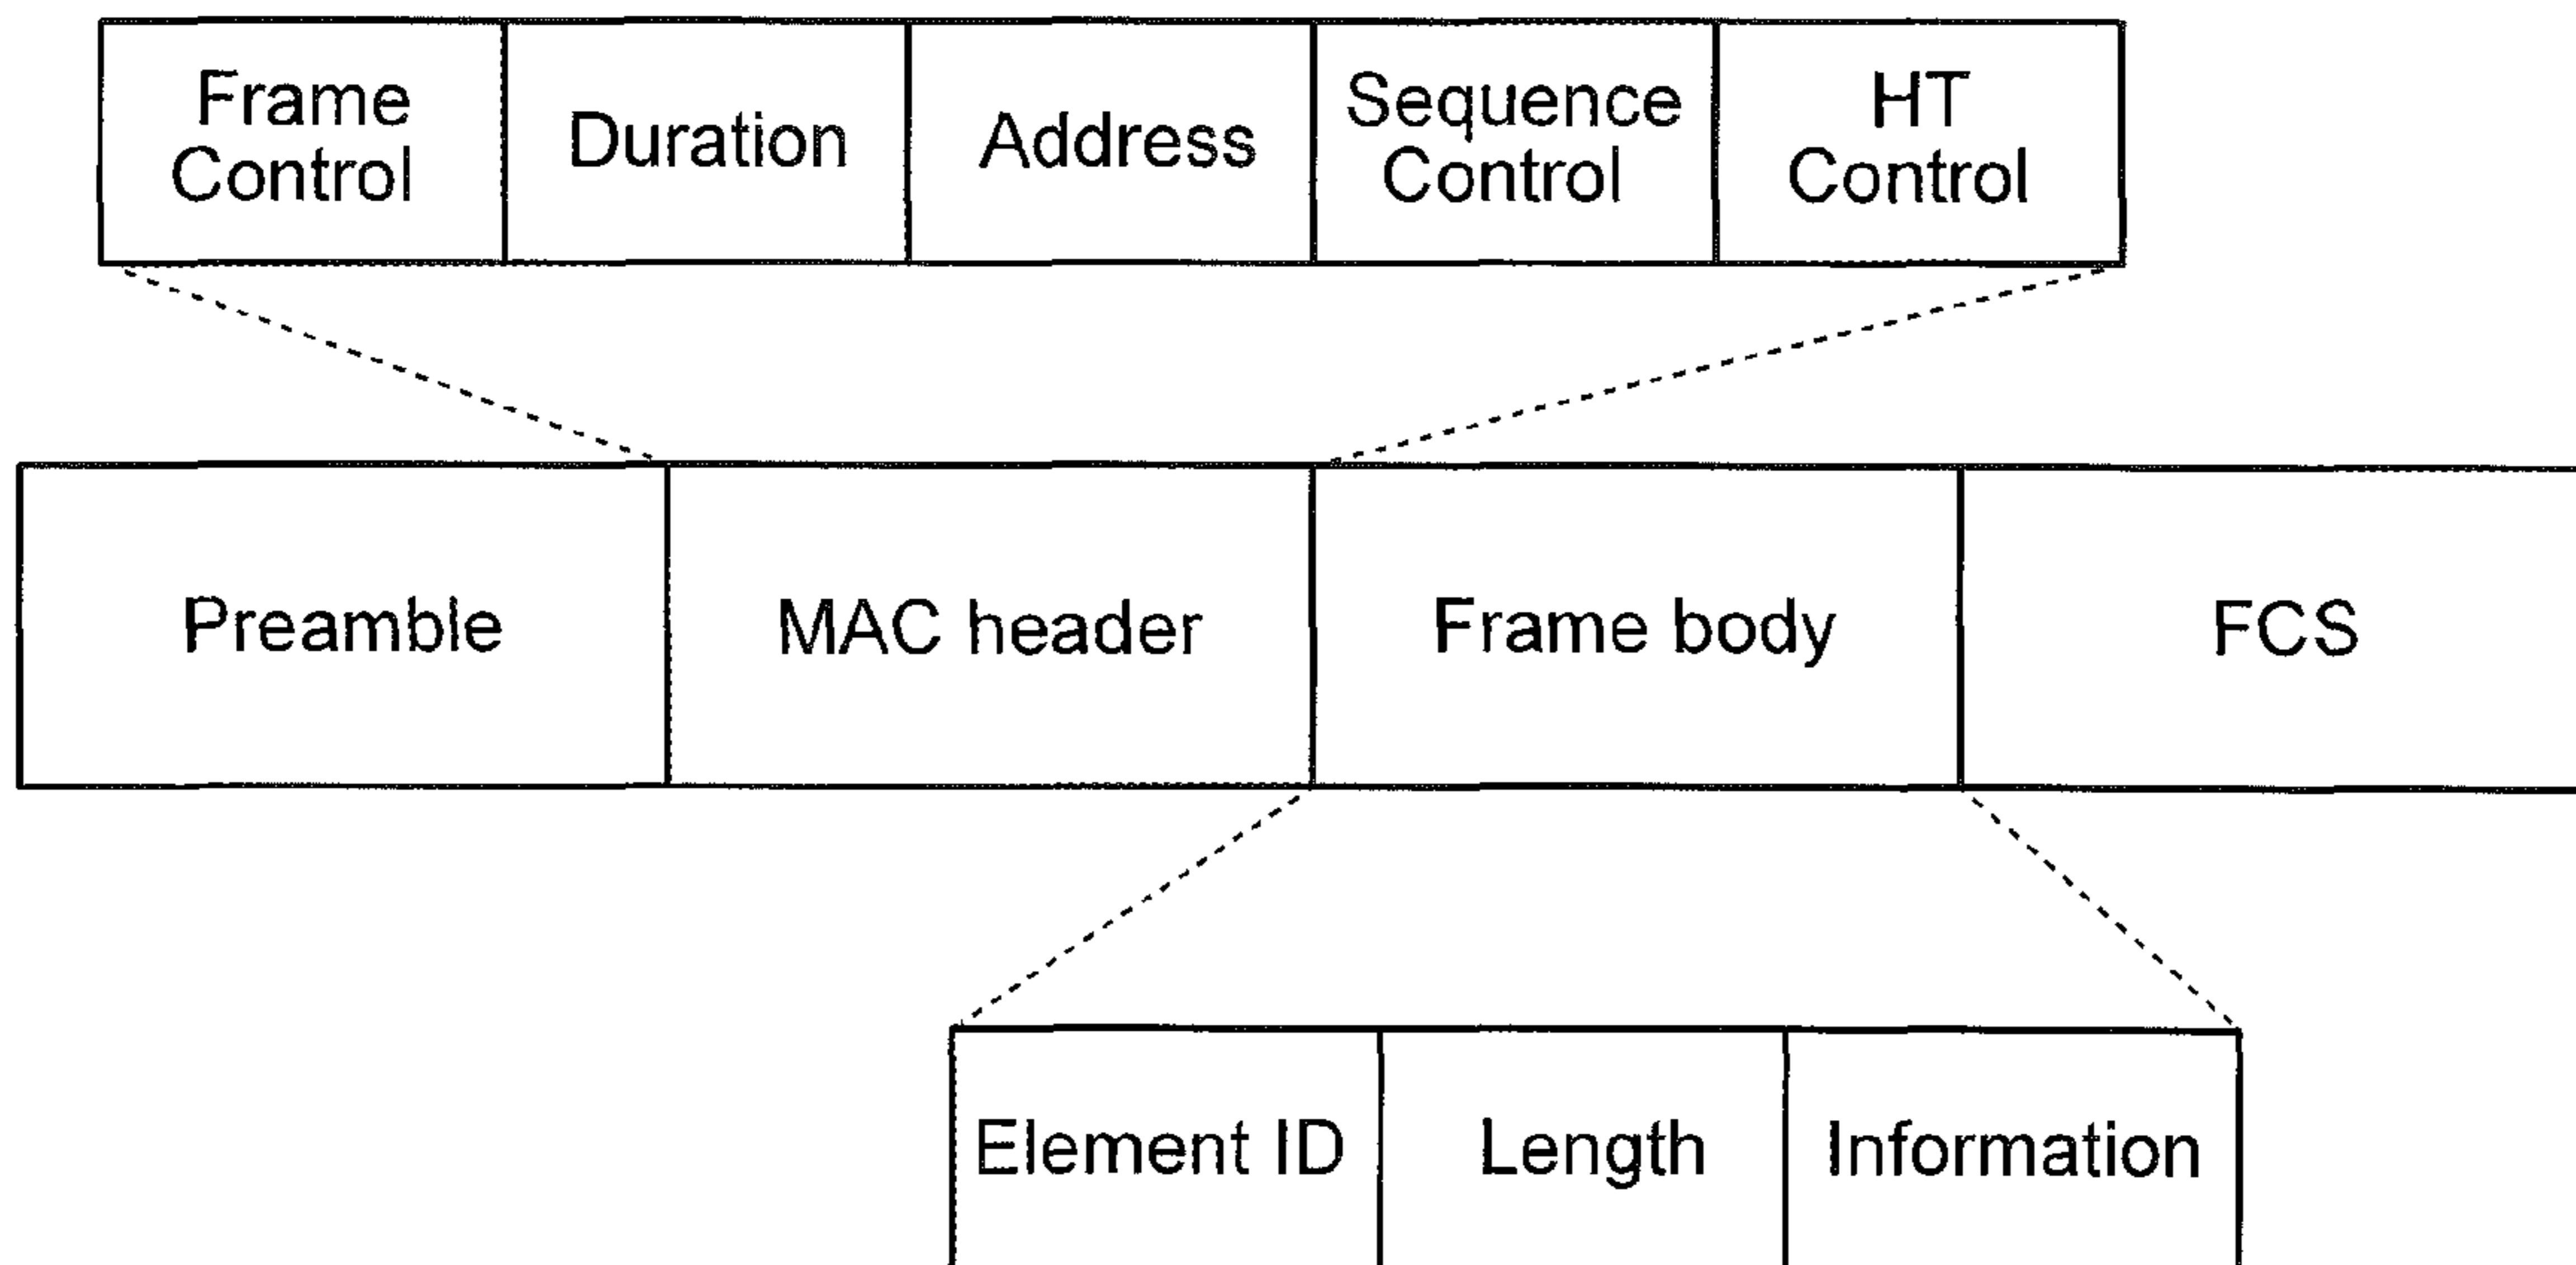 Frame Control
Duration
Address
Sequence Control
HT Control
Preamble
MAC header
Frame body
FCS
Element ID
Length
Information